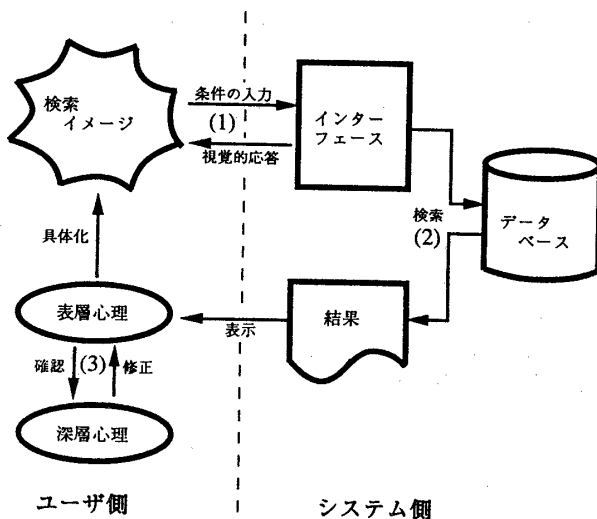 検索
イメージ
条件の入力
(1)
視覚的応答
インター
フェース
検索
(2)
データ
ベース
具体化
表層心理
表示
結果
確認
(3)
修正
深層心理
ユーザ側
システム側